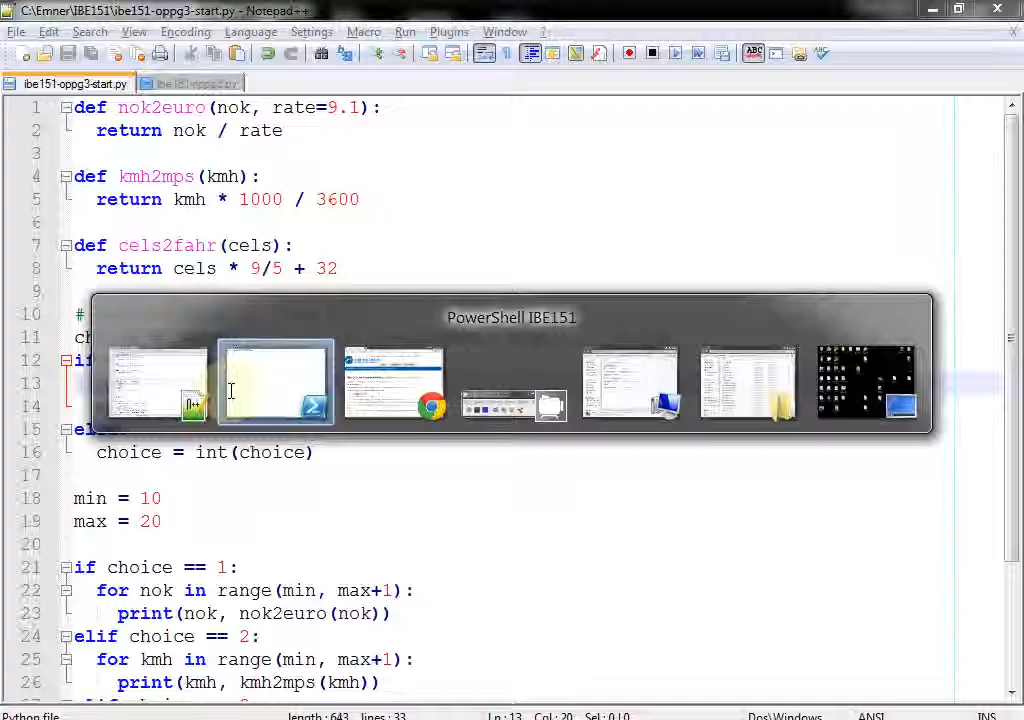 C:\Emner\IBE151\ibe151-oppg3-start.py - Notepad++
File Edit Search View Encoding Language Settings Macro Run Plugins Window ?
X
ibe151-oppg3-start.py
1 def nok2euro(nok, rate=9.1):
2 return nok / rate
3
4 def kmh2mps(kmh):
5 return kmh * 1000 / 3600
6
7 def cels2fahr(cels):
8 return cels * 9/5 + 32
9
PowerShell IBE151
10 #
11 ch
12 if
13
14
15 el
16 choice = int(choice)
17
18 min = 10
19 max = 20
20
21 if choice == 1:
22 for nok in range(min, max+1):
23 print(nok, nok2euro(nok))
24 elif choice == 2:
25 for kmh in range(min, max+1):
26 print(kmh, kmh2mps(kmh))
Python file length : 643 lines : 33 Ln : 13 Col : 20 Sel : 0 | 0 Dos\Windows ANSI INS